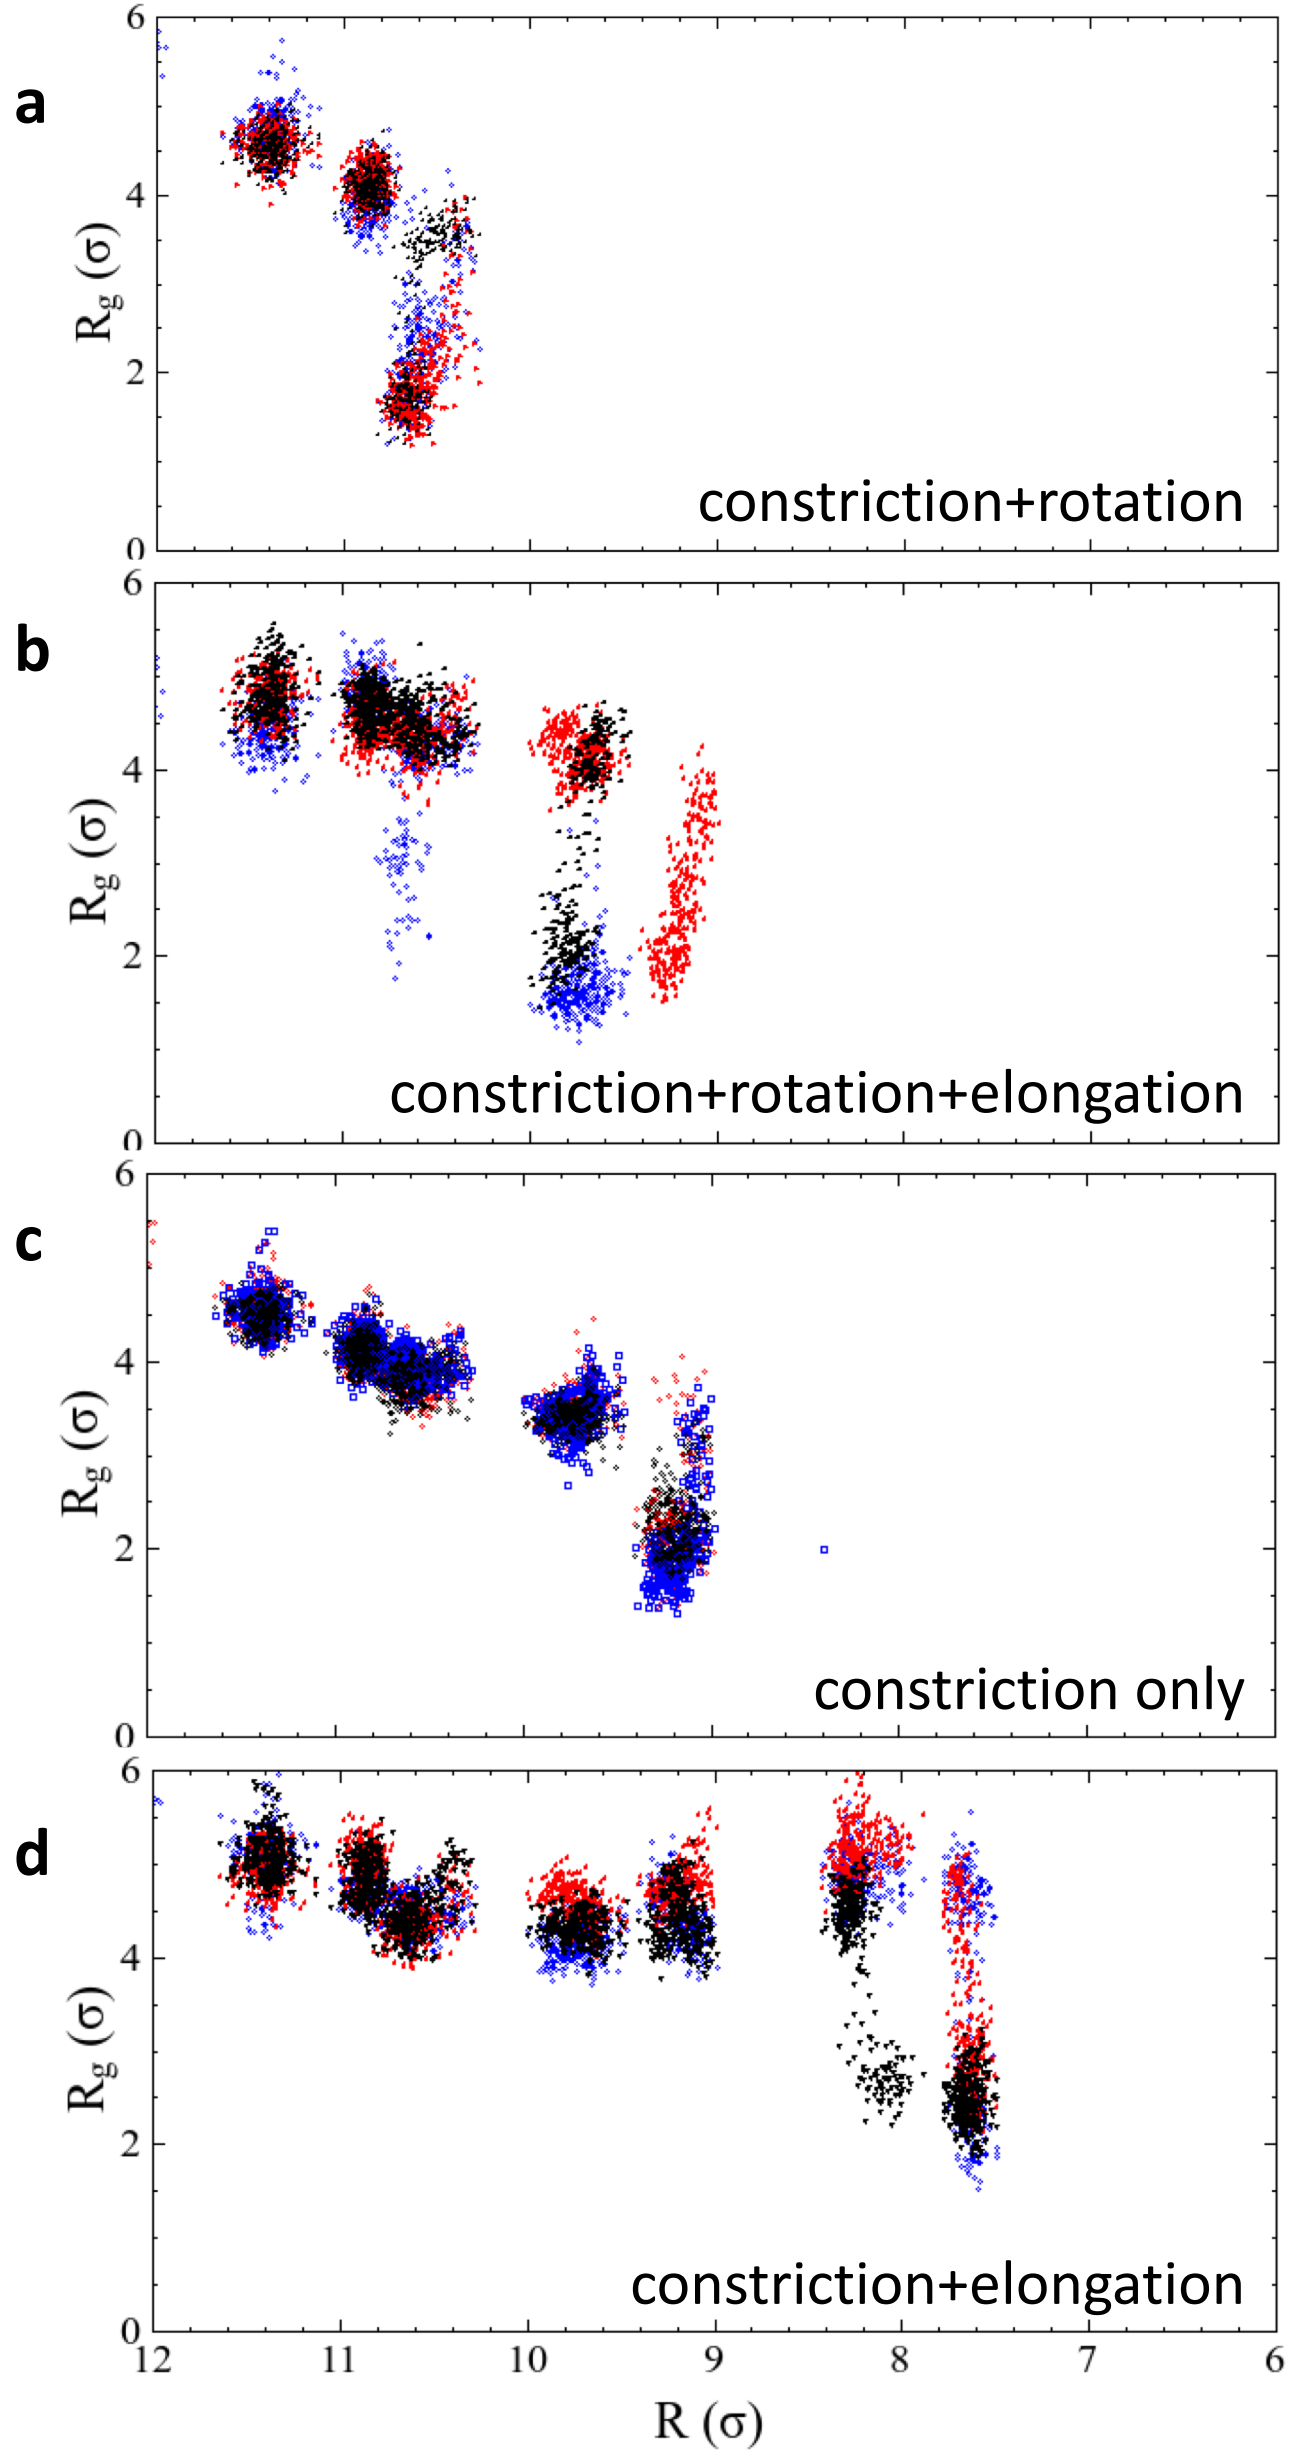 a
6
4
2
0
Rg (σ)
constriction+rotation
b
6
4
2
0
Rg (σ)
constriction+rotation+elongation
c
6
4
2
0
Rg (σ)
constriction only
d
6
4
2
0
Rg (σ)
constriction+elongation
12 11 10 9 8 7 6
R (σ)